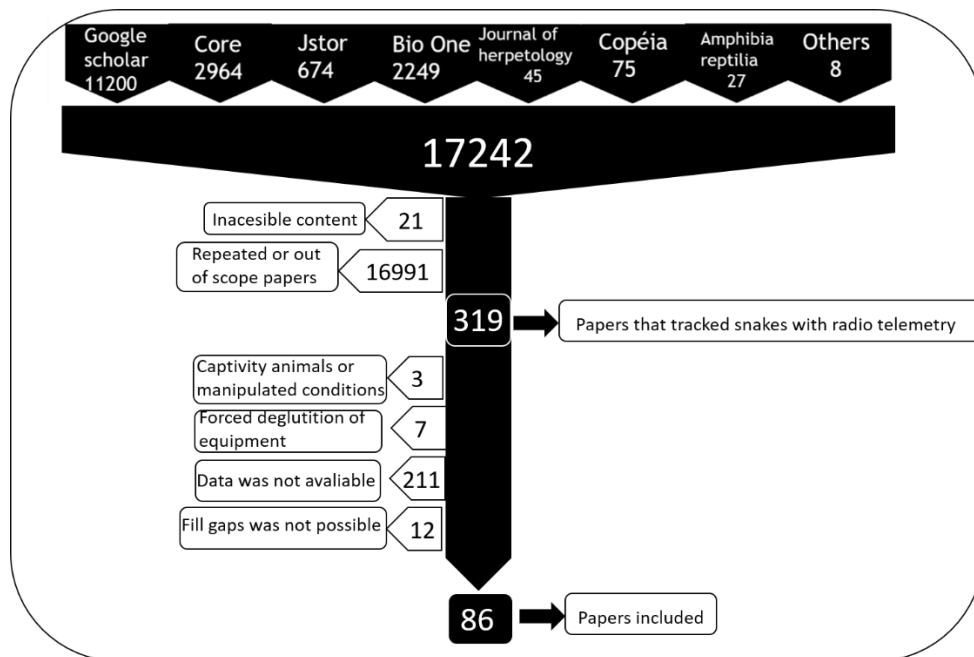 Google
scholar
11200
Core
2964
Jstor
674
Bio One
2249
Journal of
herpetology
45
Copéia
75
Amphibia
reptilia
27
Others
8
17242
Inacesible content
21
Repeated or out
of scope papers
16991
319
Papers that tracked snakes with radio telemetry
Captivity animals or
manipulated conditions
3
Forced deglutition of
equipment
7
Data was not avaliable
211
Fill gaps was not possible
12
86
Papers included